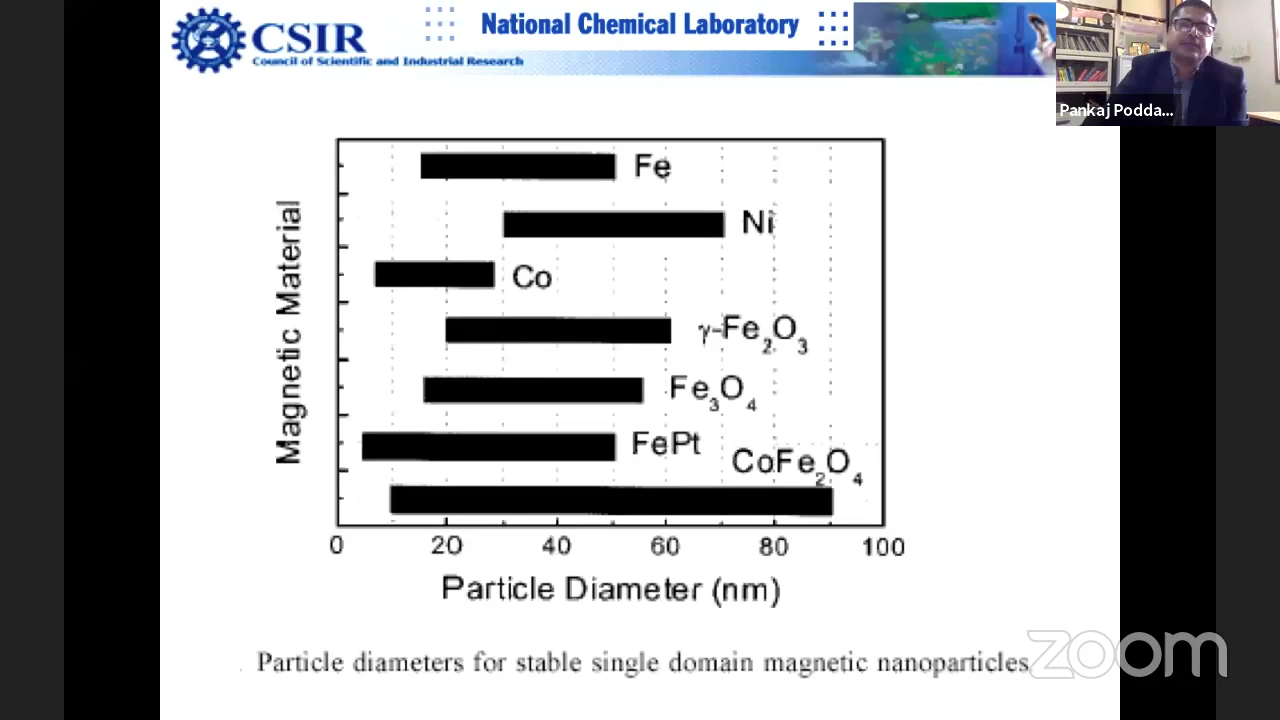 CSIR
Council of Scientific and Industrial Research
National Chemical Laboratory
Pankaj Podda...
Magnetic Material
Fe
Ni
Co
γ-Fe₂O₃
Fe₃O₄
FePt
CoFe₂O₄
0 20 40 60 80 100
Particle Diameter (nm)
Particle diameters for stable single domain magnetic nanoparticles
zoom